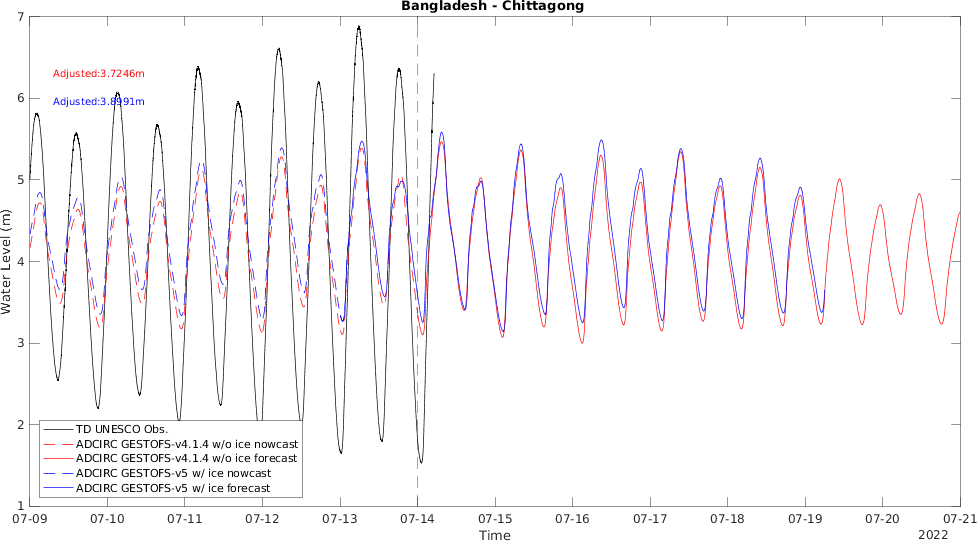 Bangladesh - Chittagong
7
6
5
4
3
2
1
Water Level (m)
Adjusted:3.7246m
Adjusted:3.8991m
TD UNESCO Obs.
ADCIRC GESTOFS-v4.1.4 w/o ice nowcast
ADCIRC GESTOFS-v4.1.4 w/o ice forecast
ADCIRC GESTOFS-v5 w/ ice nowcast
ADCIRC GESTOFS-v5 w/ ice forecast
07-09 07-10 07-11 07-12 07-13 07-14 07-15 07-16 07-17 07-18 07-19 07-20 07-21
Time
2022